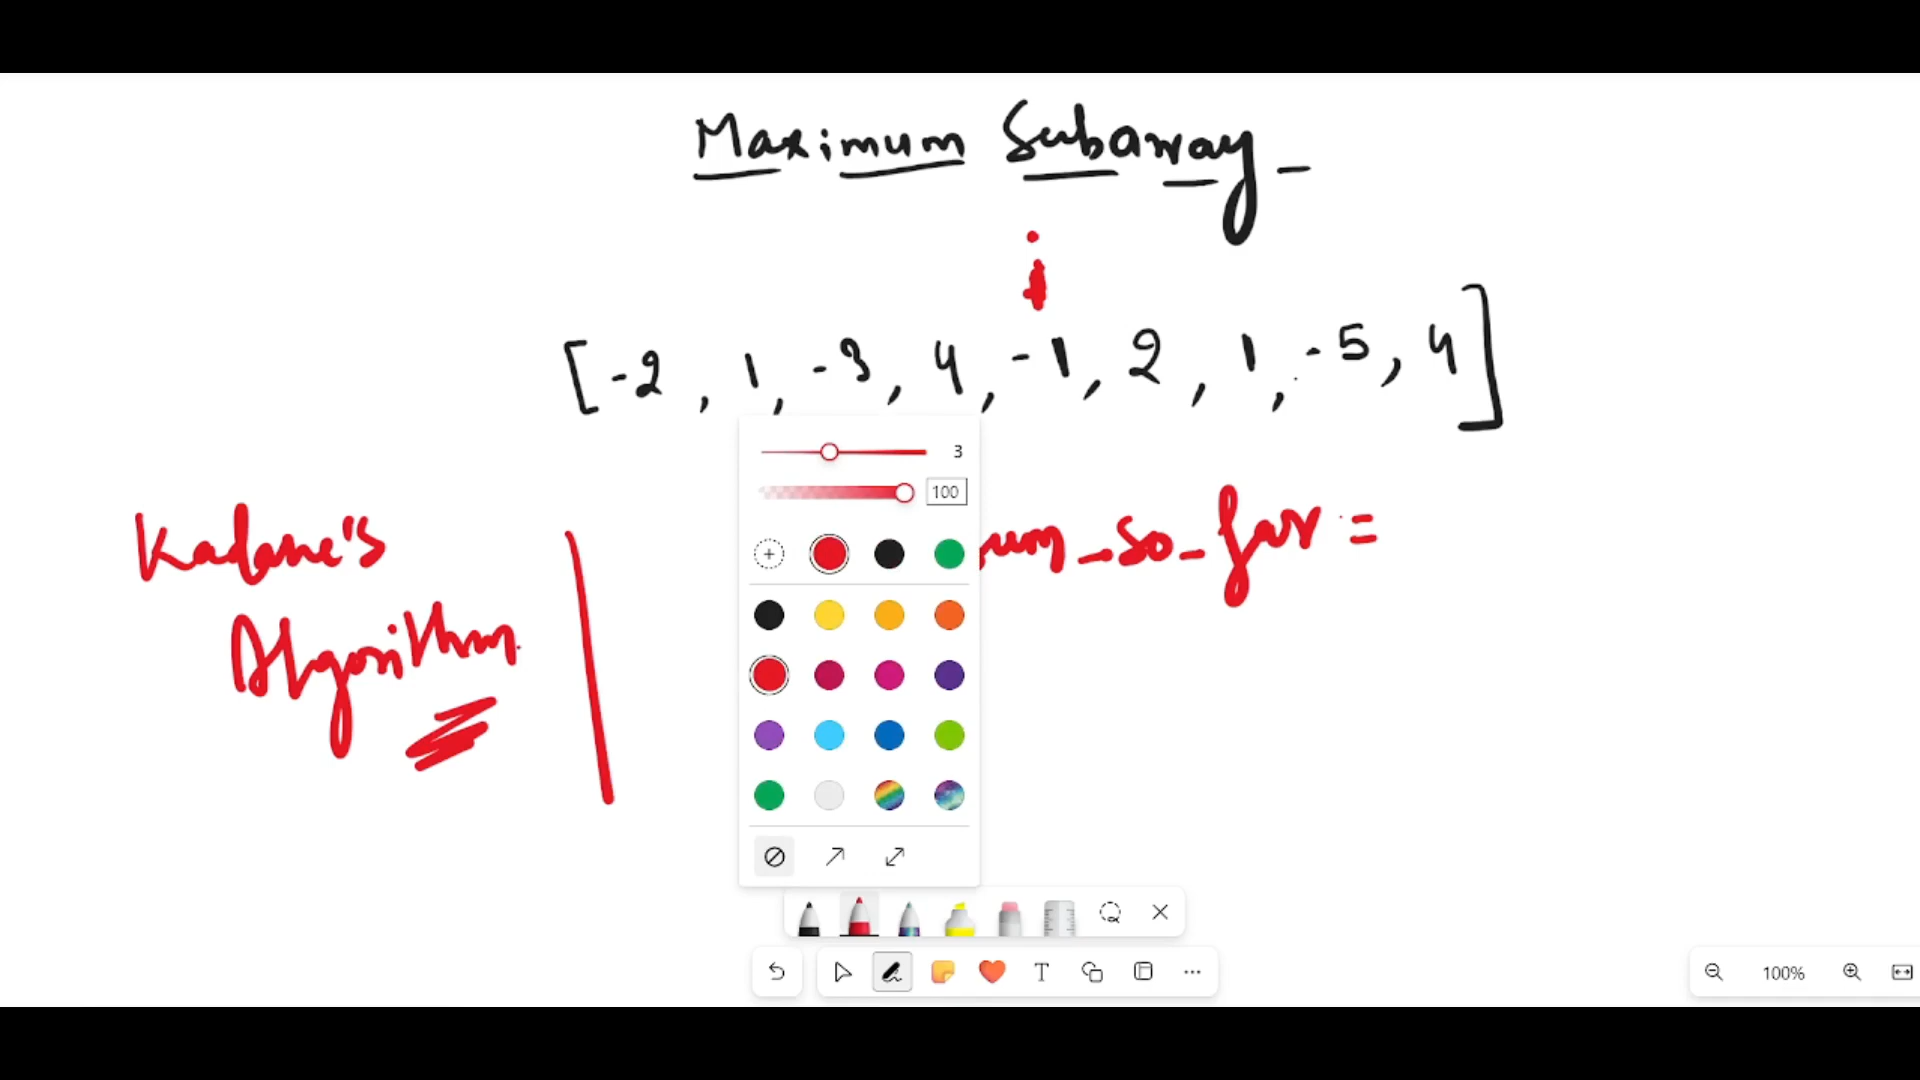 Maximum Subarray -
i
[-2, 1, -3, 4, -1, 2, 1, -5, 4]
3
100
Kadane's
Algorithm.
um_so_far =
T
100%